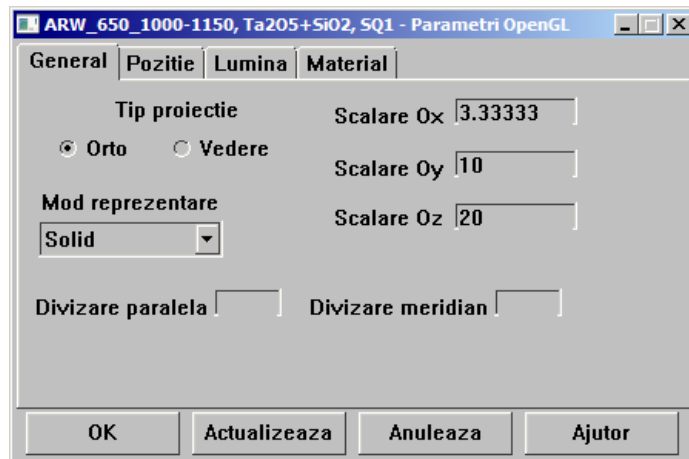 ARW_650_1000-1150, Ta2O5+SiO2, SQ1 - Parametri OpenGL
General Pozitie Lumina Material
Tip proiectie
Orto Vedere
Mod reprezentare
Solid
Scalare Ox 3.33333
Scalare Oy 10
Scalare Oz 20
Divizare paralela Divizare meridian
OK Actualizeaza Anuleaza Ajutor